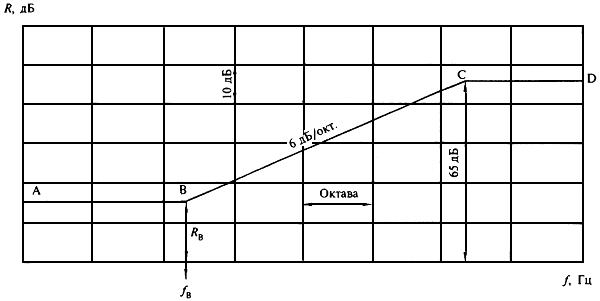 R, дБ
C
D
10 дБ
6 дБ/окт.
65 дБ
A
B
Октава
R_B
f_B
f, Гц